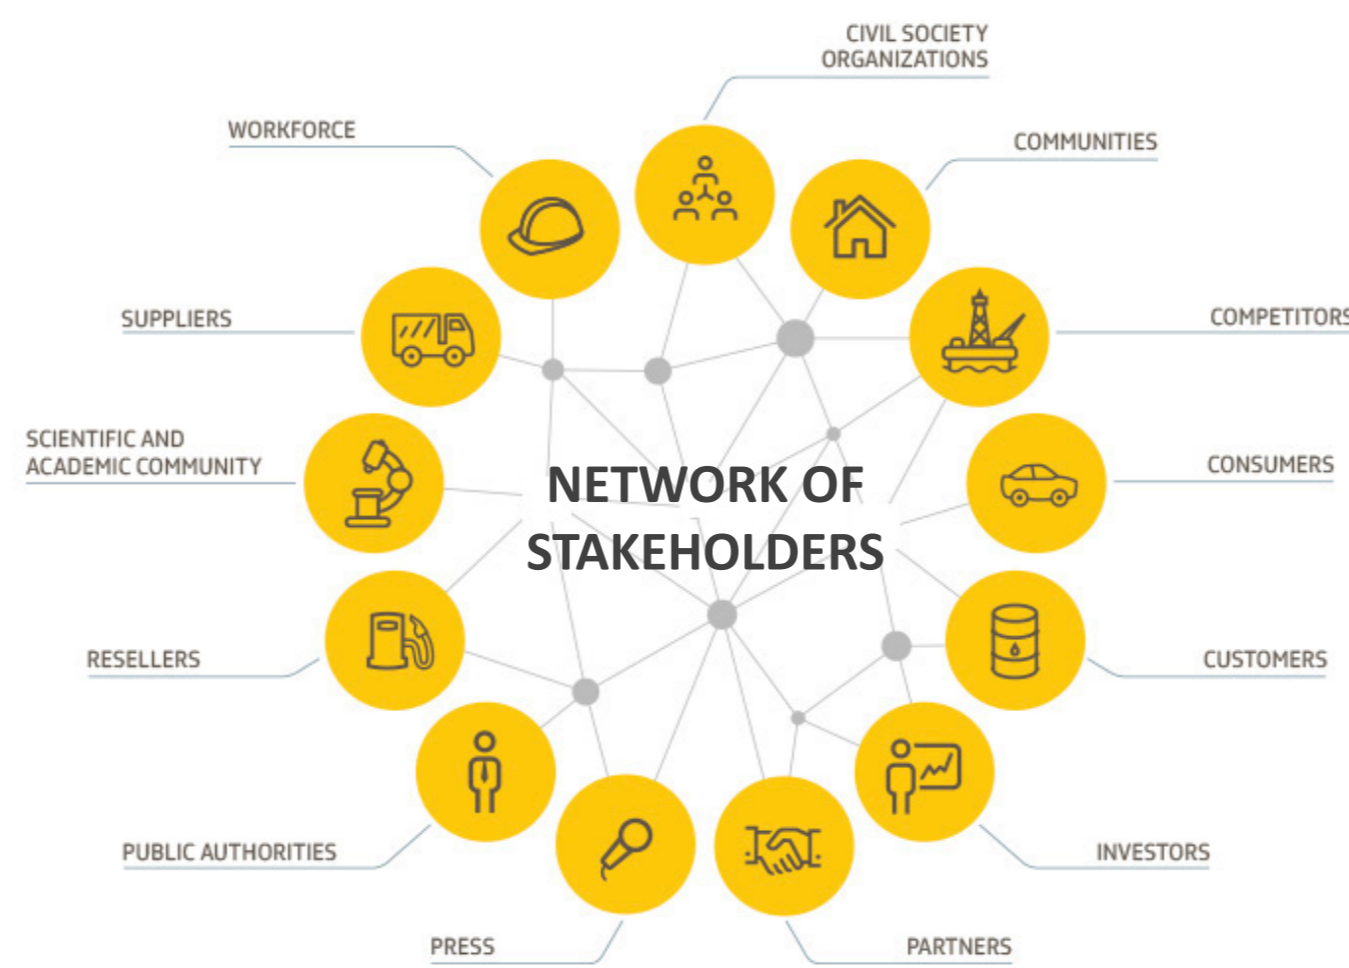 CIVIL SOCIETY
ORGANIZATIONS
WORKFORCE
COMMUNITIES
SUPPLIERS
COMPETITORS
SCIENTIFIC AND
ACADEMIC COMMUNITY
CONSUMERS
NETWORK OF
STAKEHOLDERS
RESELLERS
CUSTOMERS
PUBLIC AUTHORITIES
INVESTORS
PRESS
PARTNERS